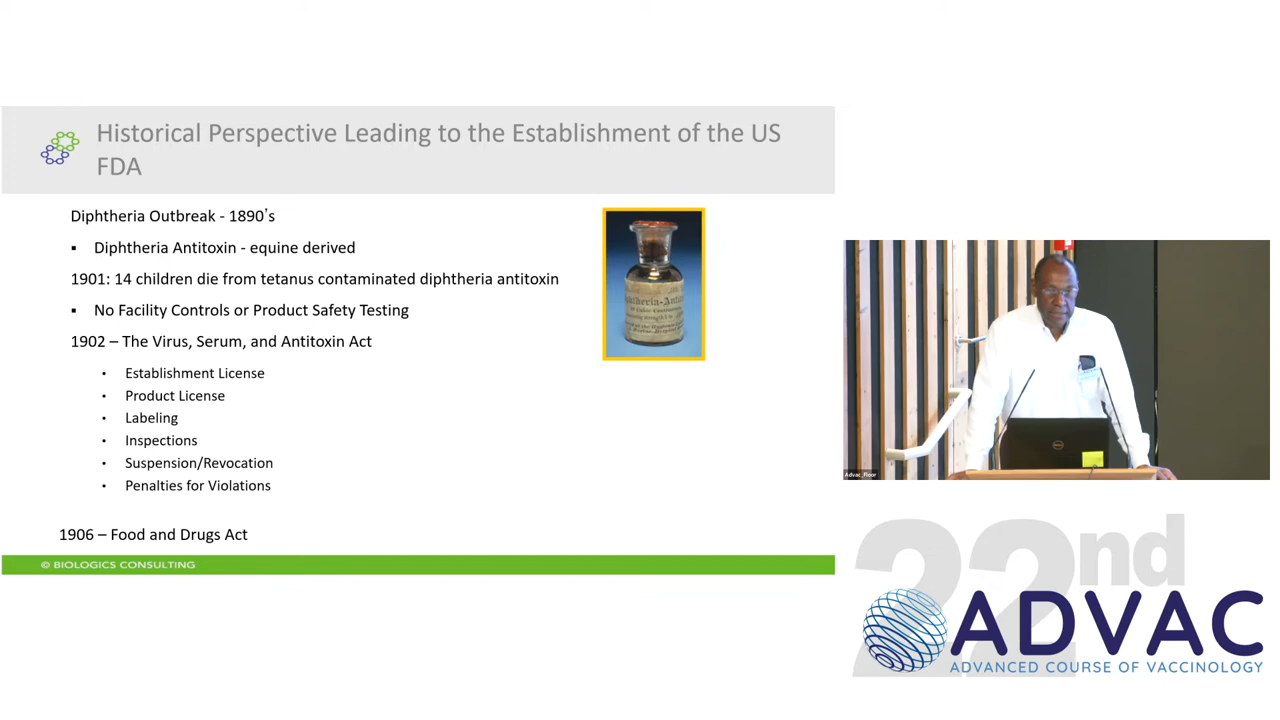 Historical Perspective Leading to the Establishment of the US
FDA
Diphtheria Outbreak - 1890's
▪ Diphtheria Antitoxin - equine derived
1901: 14 children die from tetanus contaminated diphtheria antitoxin
▪ No Facility Controls or Product Safety Testing
1902 – The Virus, Serum, and Antitoxin Act
• Establishment License
• Product License
• Labeling
• Inspections
• Suspension/Revocation
• Penalties for Violations
1906 – Food and Drugs Act
© BIOLOGICS CONSULTING
Advac_floor
22nd
ADVAC
ADVANCED COURSE OF VACCINOLOGY